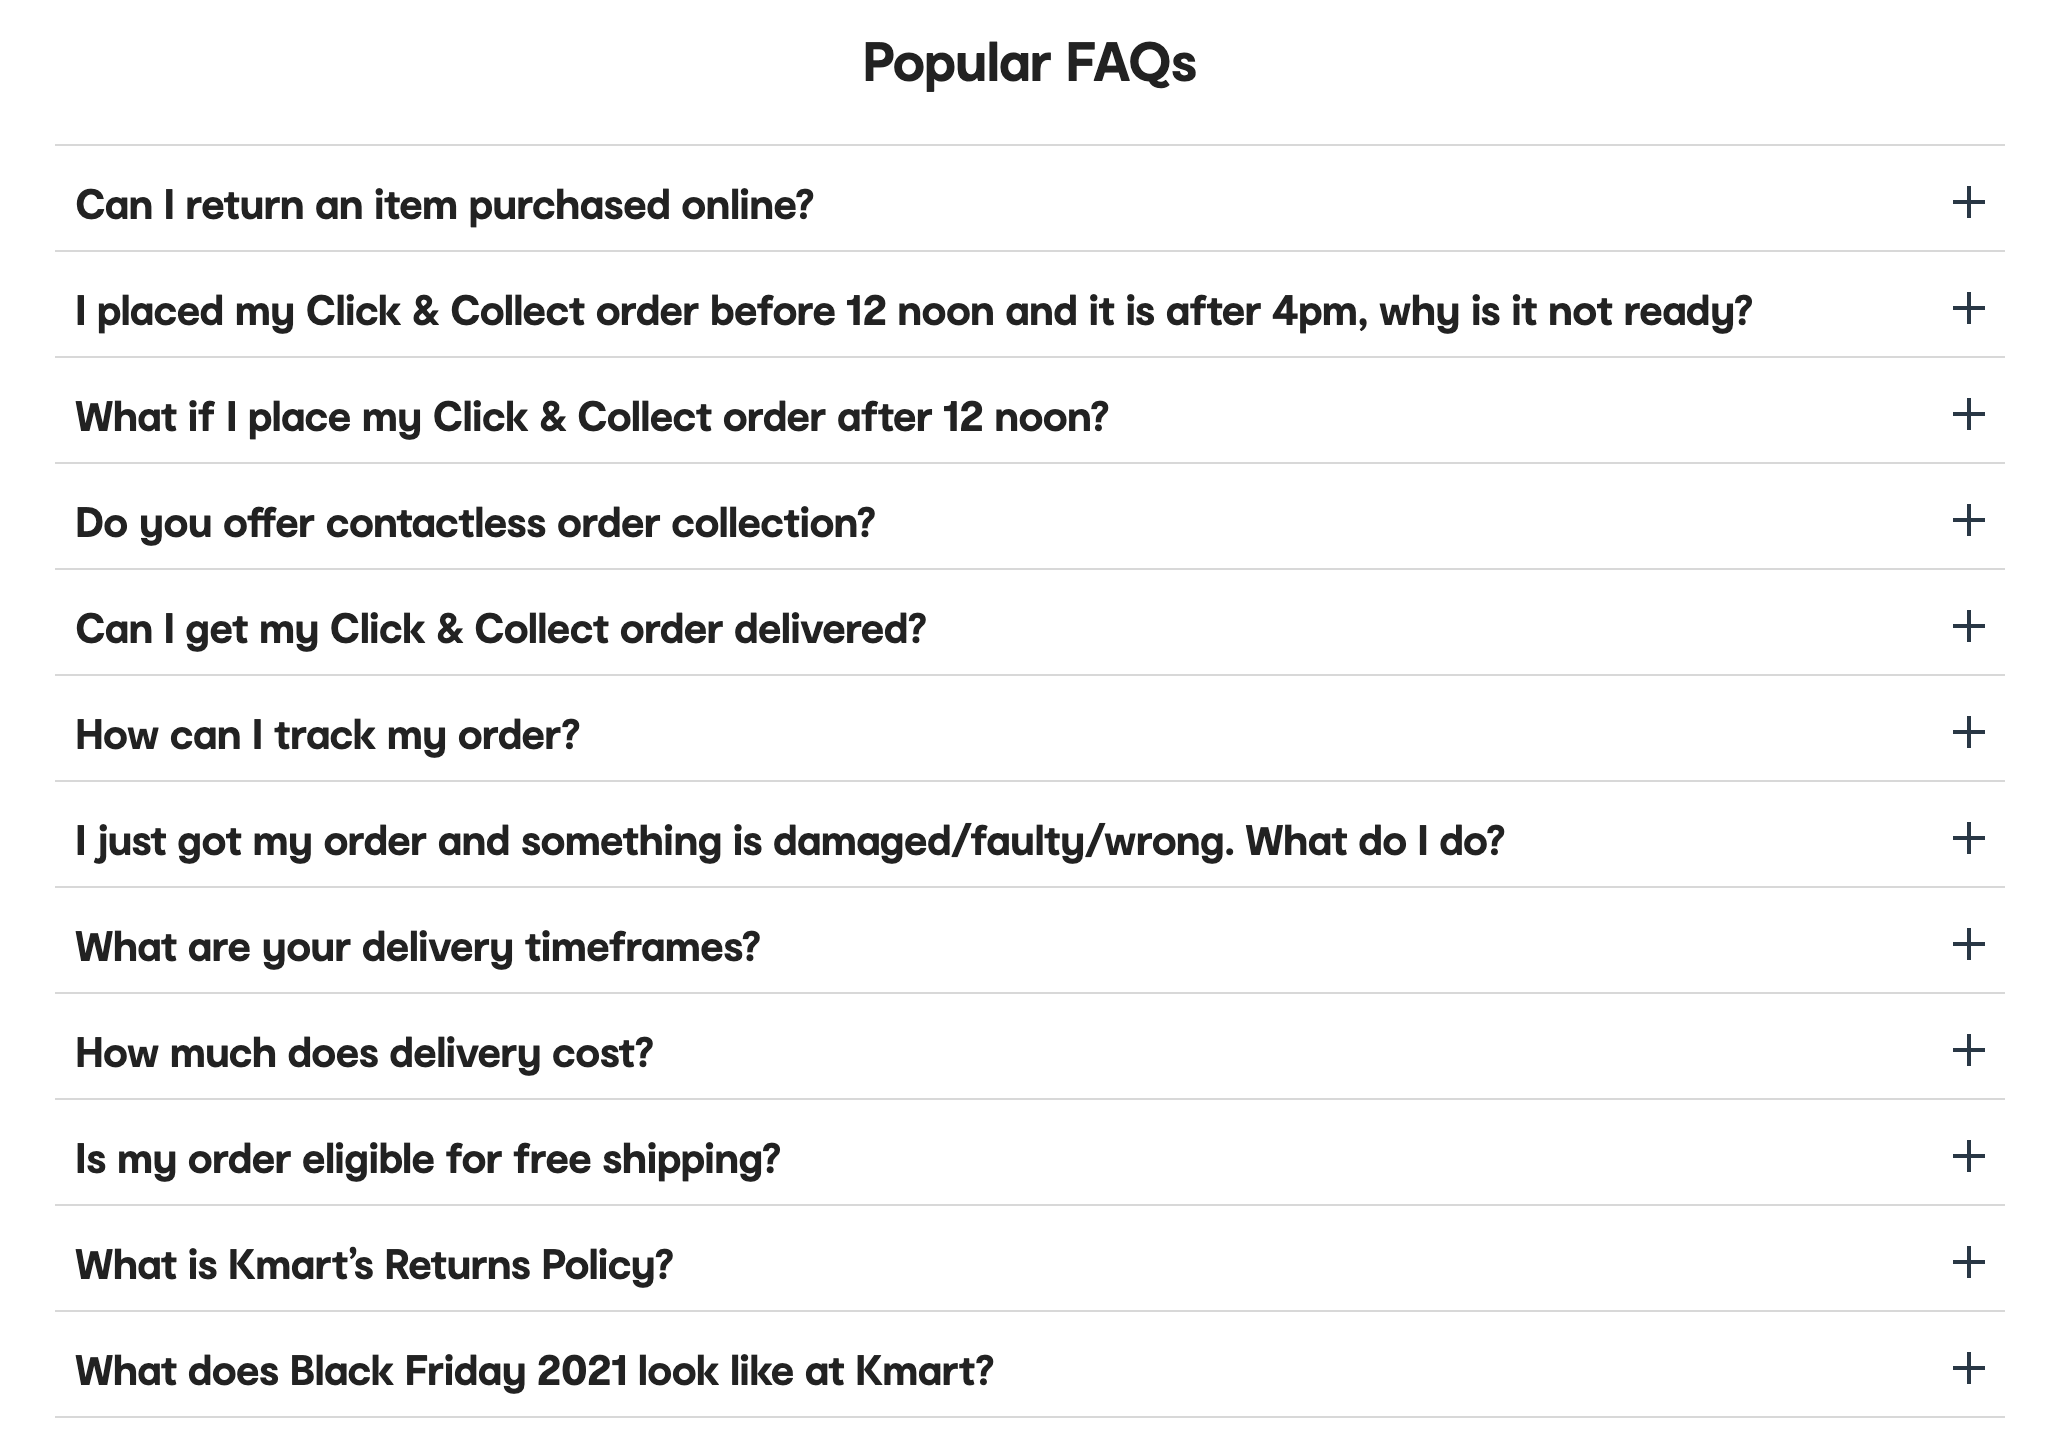 Popular FAQs
Can I return an item purchased online?
I placed my Click & Collect order before 12 noon and it is after 4pm, why is it not ready?
What if I place my Click & Collect order after 12 noon?
Do you offer contactless order collection?
Can I get my Click & Collect order delivered?
How can I track my order?
I just got my order and something is damaged/faulty/wrong. What do I do?
What are your delivery timeframes?
How much does delivery cost?
Is my order eligible for free shipping?
What is Kmart’s Returns Policy?
What does Black Friday 2021 look like at Kmart?